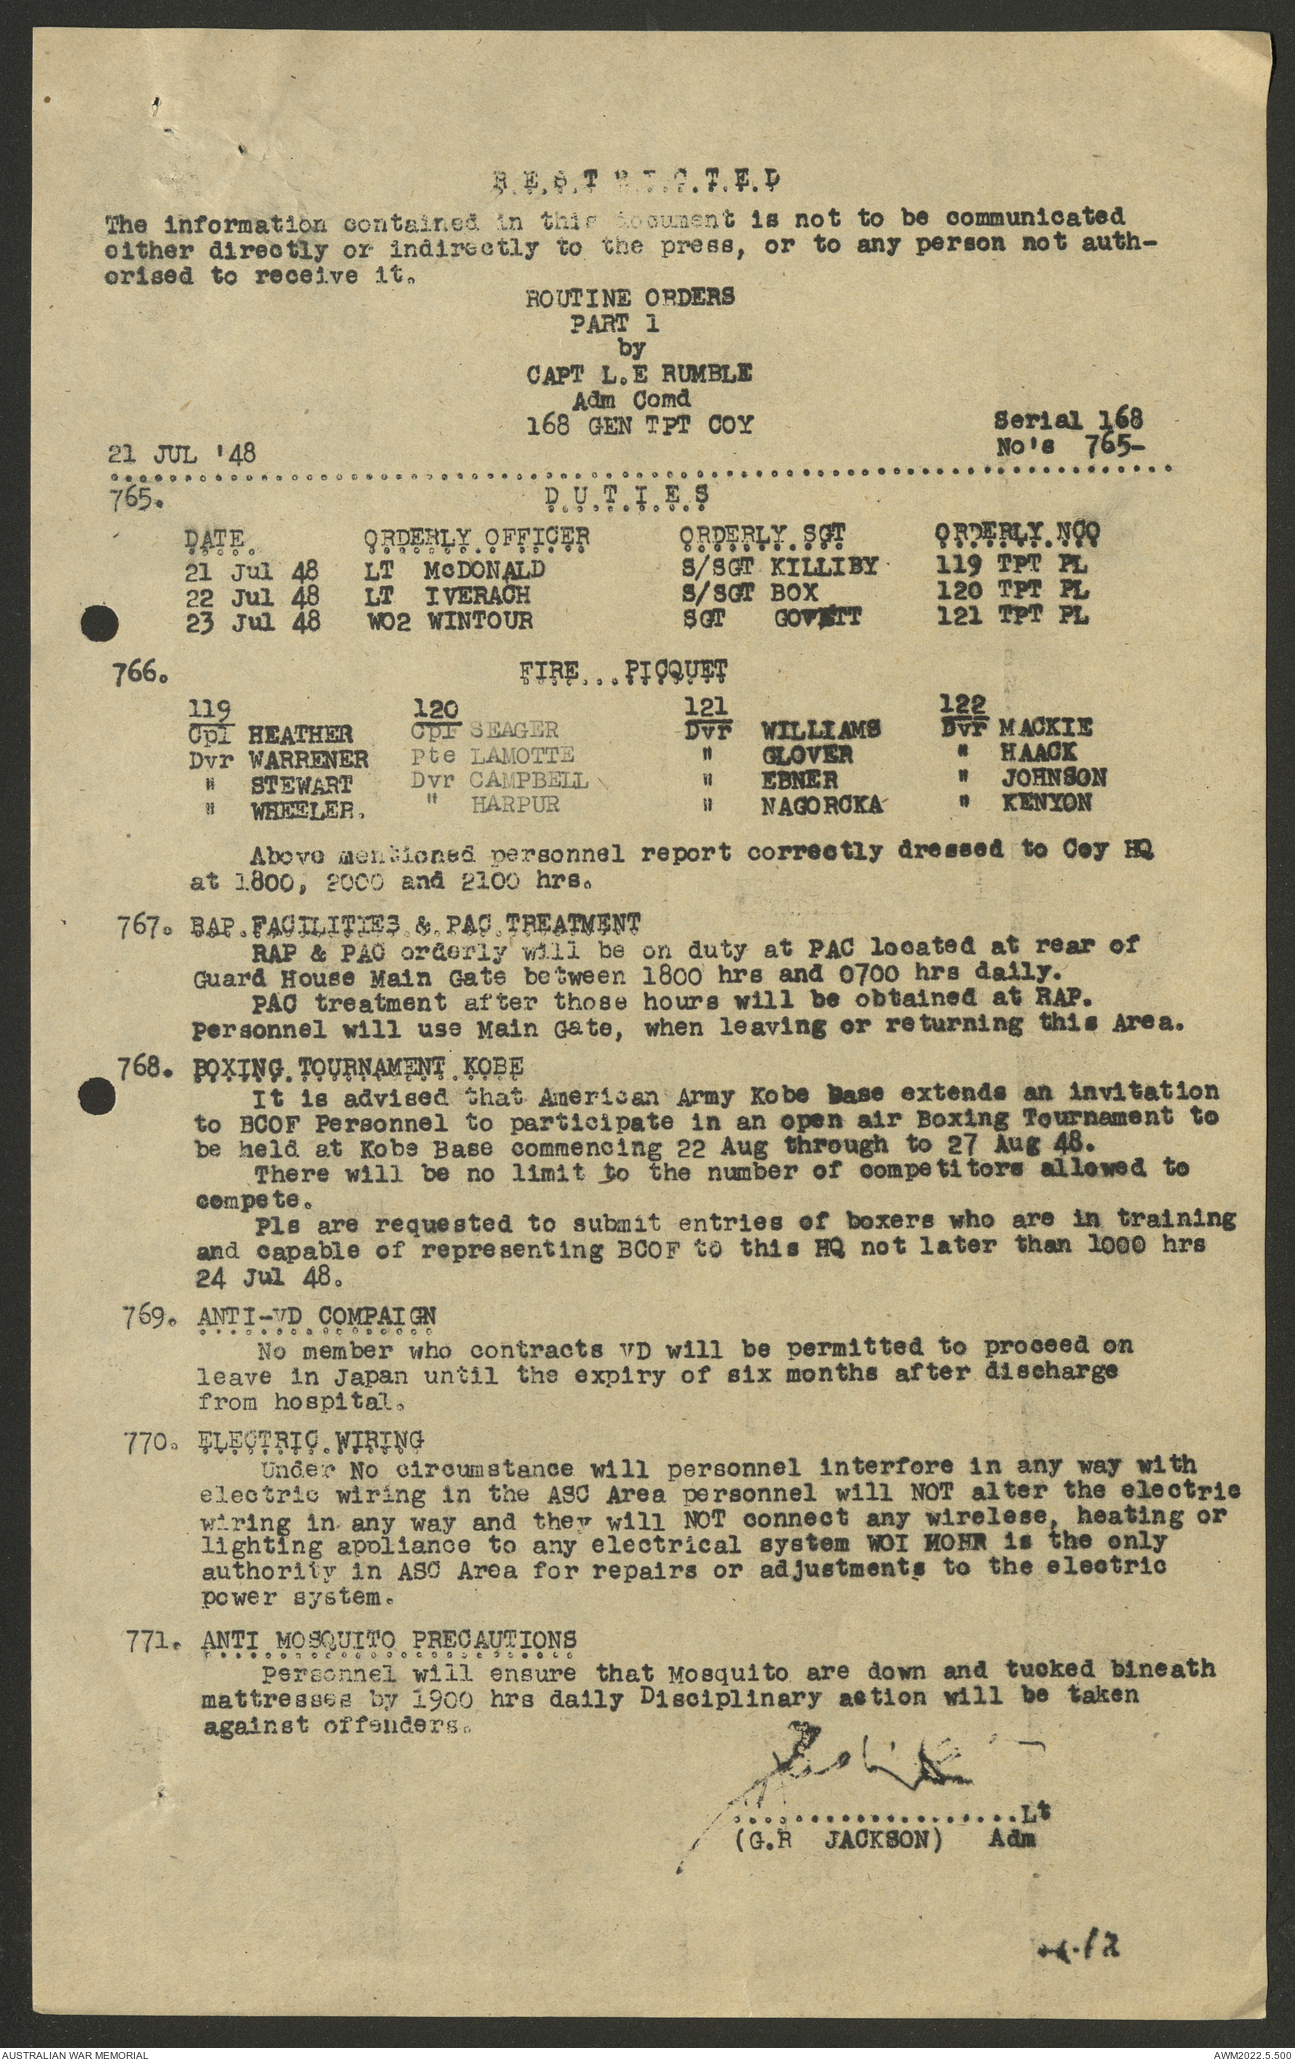 R.E.S.T.R.I.C.T.E.D
The information contained in this document is not to be communicated
either directly or indirectly to the press, or to any person not auth-
orised to receive it.
ROUTINE ORDERS
PART 1
by
CAPT L.E RUMBLE
Adm Comd
168 GEN TPT COY
Serial 168
No's 765-
21 JUL '48
765. D.U.T.I.E.S
DATE ORDERLY OFFICER ORDERLY SGT ORDERLY NCO
21 Jul 48 LT McDONALD S/SGT KILLIBY 119 TPT PL
22 Jul 48 LT IVERACH S/SGT BOX 120 TPT PL
23 Jul 48 WO2 WINTOUR SGT GOVETT 121 TPT PL
766. FIRE...PICQUET
119 120 121 122
Cpl HEATHER Cpl SEAGER Dvr WILLIAMS Dvr MACKIE
Dvr WARRENER Pte LAMOTTE " GLOVER " HAACK
" STEWART Dvr CAMPBELL " EBNER " JOHNSON
" WHEELER. " HARPUR " NAGORCKA " KENYON
Above mentioned personnel report correctly dressed to Coy HQ
at 1800, 2000 and 2100 hrs.
767. RAP.FACILITIES.&.PAC.TREATMENT
RAP & PAC orderly will be on duty at PAC located at rear of
Guard House Main Gate between 1800 hrs and 0700 hrs daily.
PAC treatment after those hours will be obtained at RAP.
Personnel will use Main Gate, when leaving or returning this Area.
768. BOXING.TOURNAMENT.KOBE
It is advised that American Army Kobe Base extends an invitation
to BCOF Personnel to participate in an open air Boxing Tournament to
be held at Kobe Base commencing 22 Aug through to 27 Aug 48.
There will be no limit to the number of competitors allowed to
compete.
Pls are requested to submit entries of boxers who are in training
and capable of representing BCOF to this HQ not later than 1000 hrs
24 Jul 48.
769. ANTI-VD COMPAIGN
No member who contracts VD will be permitted to proceed on
leave in Japan until the expiry of six months after discharge
from hospital.
770. ELECTRIC.WIRING
Under No circumstance will personnel interfore in any way with
electric wiring in the ASC Area personnel will NOT alter the electric
wiring in any way and they will NOT connect any wirelese, heating or
lighting appliance to any electrical system WOI MOHR is the only
authority in ASC Area for repairs or adjustments to the electric
power system.
771. ANTI MOSQUITO PRECAUTIONS
Personnel will ensure that Mosquito are down and tucked bineath
mattresses by 1900 hrs daily Disciplinary action will be taken
against offenders.
...................Lt
(G.R JACKSON) Adm
AUSTRALIAN WAR MEMORIAL
AWM2022.5.500